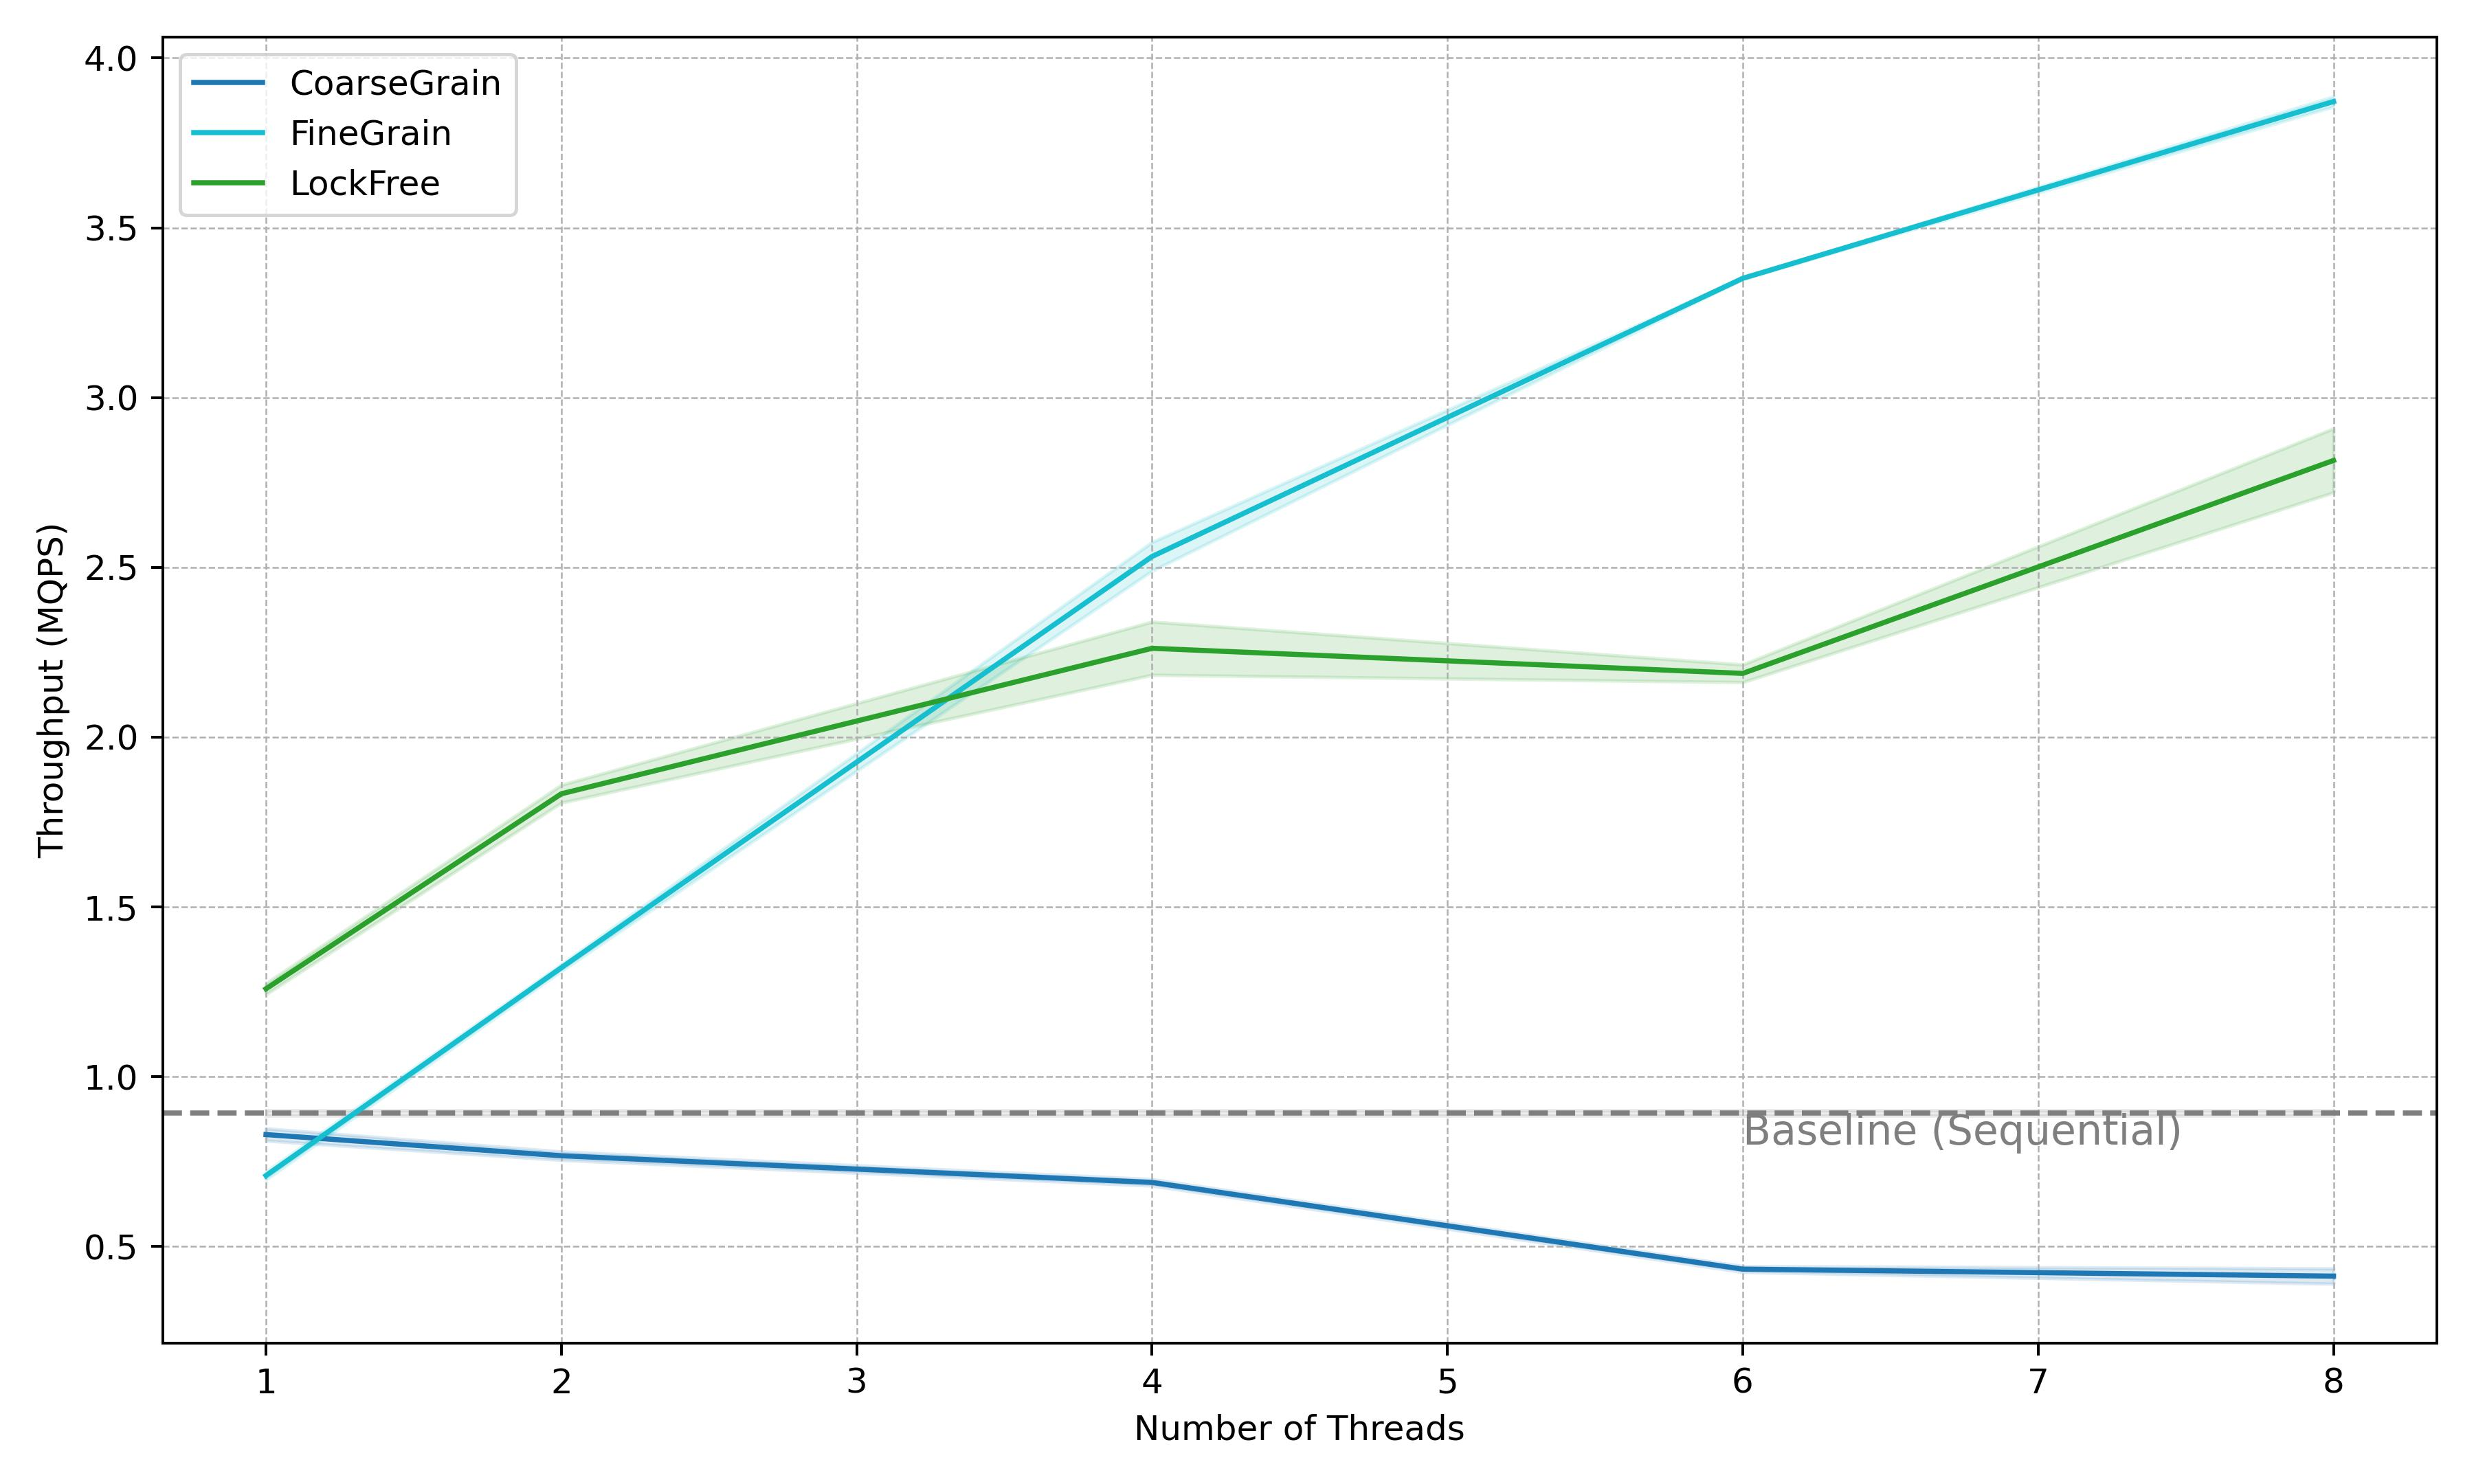 CoarseGrain
FineGrain
LockFree
4.0
3.5
3.0
2.5
2.0
1.5
1.0
0.5
Throughput (MQPS)
Baseline (Sequential)
1 2 3 4 5 6 7 8
Number of Threads